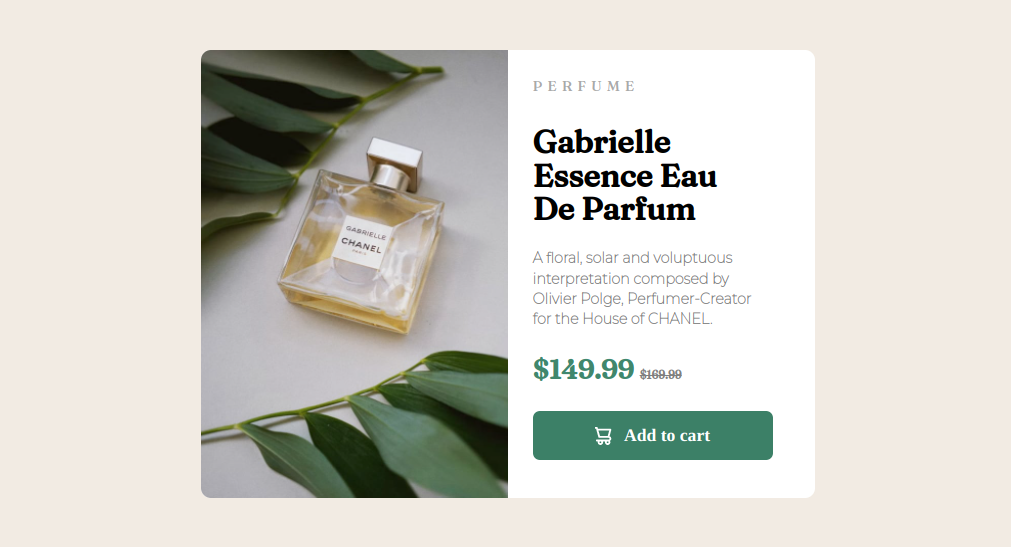 PERFUME
Gabrielle
Essence Eau
De Parfum
A floral, solar and voluptuous
interpretation composed by
Olivier Polge, Perfumer-Creator
for the House of CHANEL.
$149.99 $169.99
Add to cart
GABRIELLE
CHANEL
PARIS